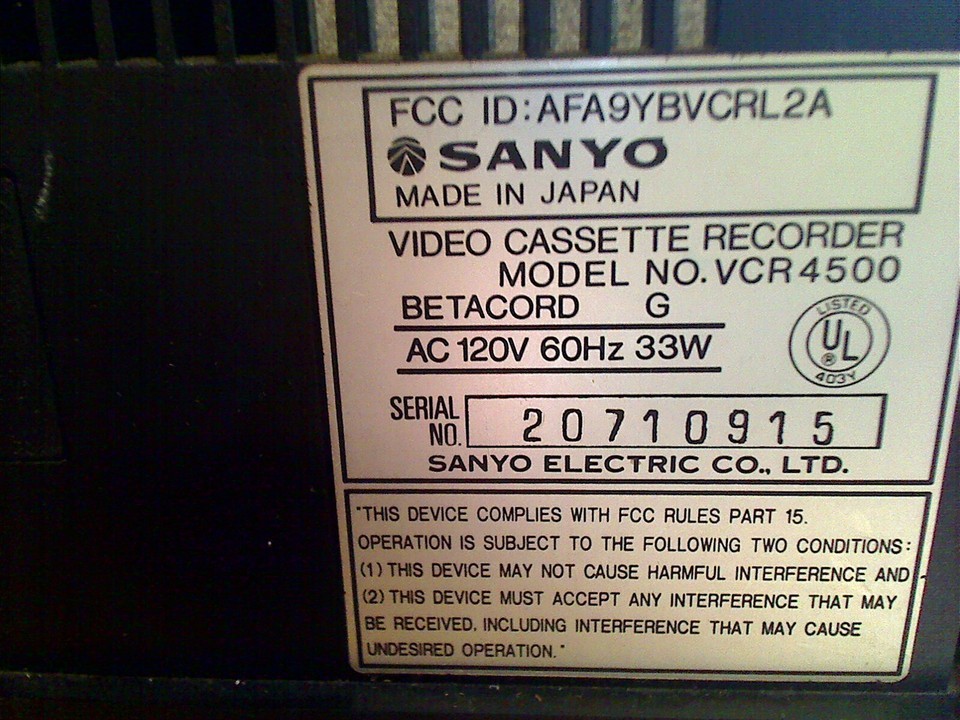 FCC ID:AFA9YBVCRL2A
SANYO
MADE IN JAPAN
VIDEO CASSETTE RECORDER
MODEL NO.VCR4500
BETACORD G
LISTED
UL
®
403Y
AC 120V 60Hz 33W
SERIAL NO. 20710915
SANYO ELECTRIC CO., LTD.
"THIS DEVICE COMPLIES WITH FCC RULES PART 15.
OPERATION IS SUBJECT TO THE FOLLOWING TWO CONDITIONS:
(1) THIS DEVICE MAY NOT CAUSE HARMFUL INTERFERENCE AND
(2) THIS DEVICE MUST ACCEPT ANY INTERFERENCE THAT MAY
BE RECEIVED, INCLUDING INTERFERENCE THAT MAY CAUSE
UNDESIRED OPERATION."